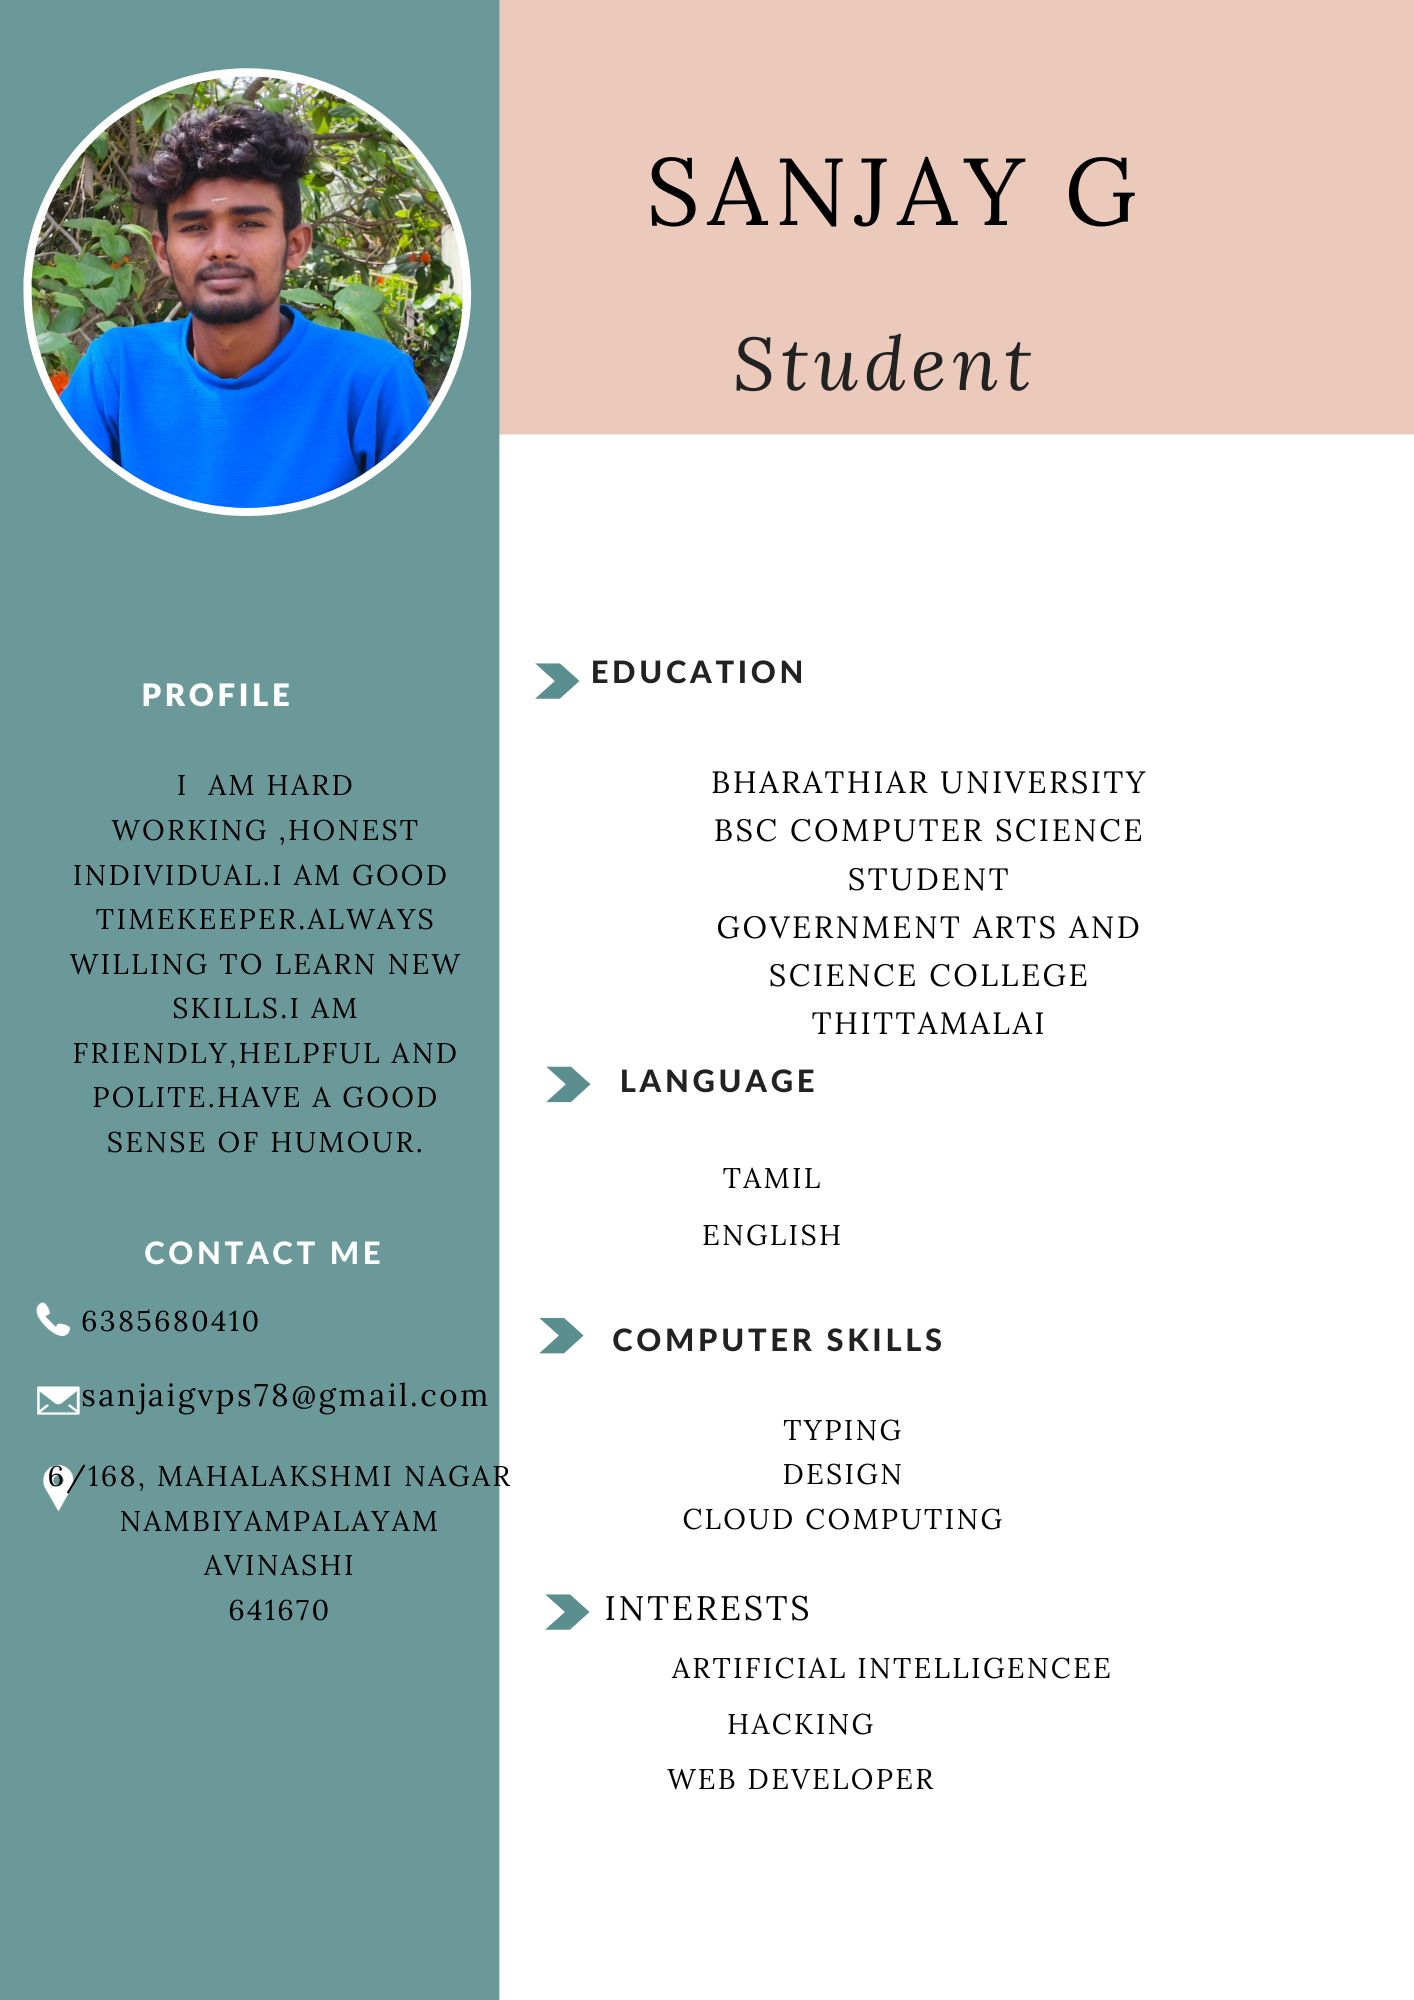 SANJAY G
Student
PROFILE
I  AM HARD
WORKING ,HONEST
INDIVIDUAL.I AM GOOD
TIMEKEEPER.ALWAYS
WILLING TO LEARN NEW
SKILLS.I AM
FRIENDLY,HELPFUL AND
POLITE.HAVE A GOOD
SENSE OF HUMOUR.
CONTACT ME
6385680410
sanjaigvps78@gmail.com
6/168, MAHALAKSHMI NAGAR
NAMBIYAMPALAYAM
AVINASHI
641670
EDUCATION
BHARATHIAR UNIVERSITY
BSC COMPUTER SCIENCE
STUDENT
GOVERNMENT ARTS AND
SCIENCE COLLEGE
THITTAMALAI
LANGUAGE
TAMIL
ENGLISH
COMPUTER SKILLS
TYPING
DESIGN
CLOUD COMPUTING
INTERESTS
ARTIFICIAL INTELLIGENCEE
HACKING
WEB DEVELOPER